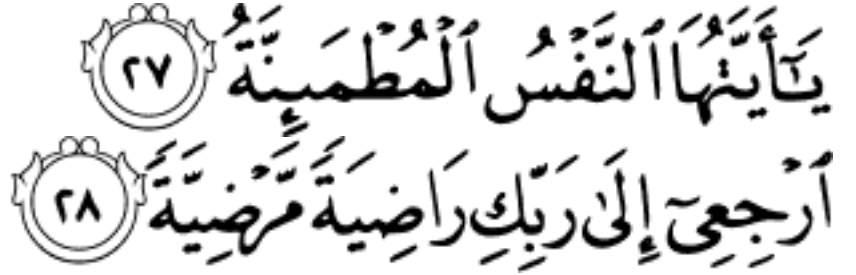 يَٰٓأَيَّتُهَا ٱلنَّفْسُ ٱلْمُطْمَئِنَّةُ ٢٧
ٱرْجِعِىٓ إِلَىٰ رَبِّكِ رَاضِيَةً مَّرْضِيَّةً ٢٨